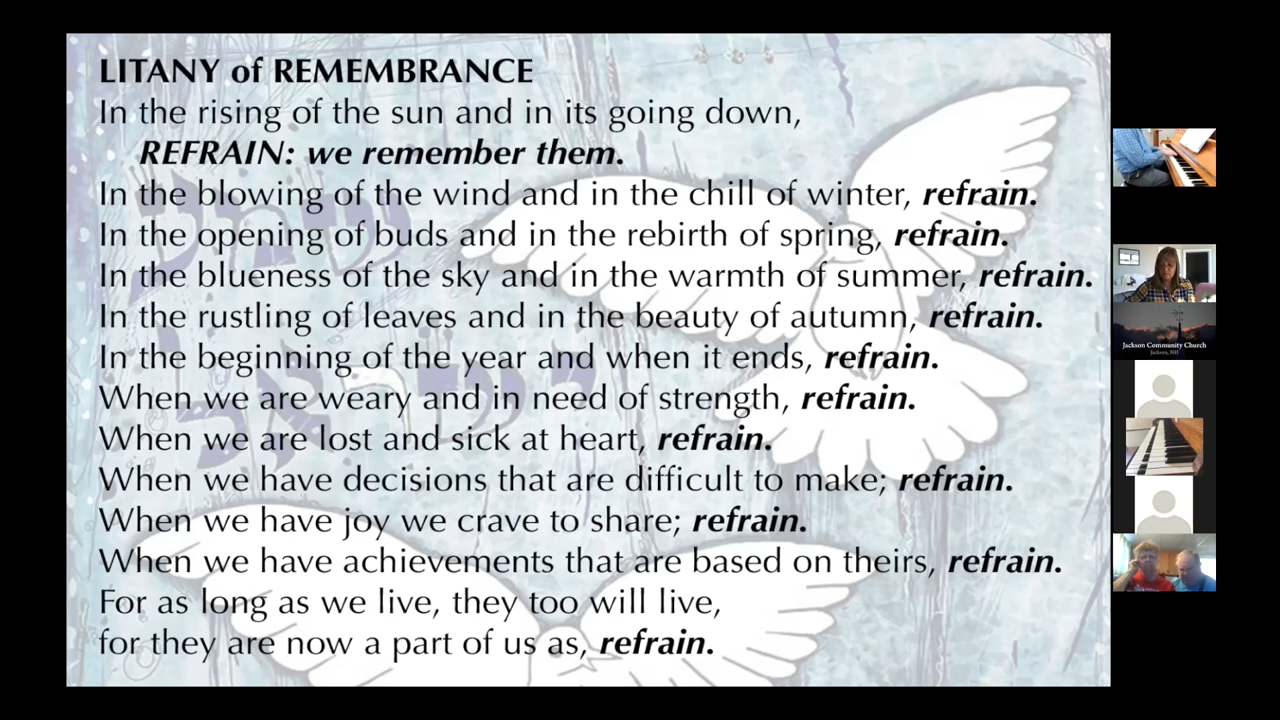 LITANY of REMEMBRANCE
In the rising of the sun and in its going down,
REFRAIN: we remember them.
In the blowing of the wind and in the chill of winter, refrain.
In the opening of buds and in the rebirth of spring, refrain.
In the blueness of the sky and in the warmth of summer, refrain.
In the rustling of leaves and in the beauty of autumn, refrain.
In the beginning of the year and when it ends, refrain.
When we are weary and in need of strength, refrain.
When we are lost and sick at heart, refrain.
When we have decisions that are difficult to make; refrain.
When we have joy we crave to share; refrain.
When we have achievements that are based on theirs, refrain.
For as long as we live, they too will live,
for they are now a part of us as, refrain.
Jackson Community Church
Jackson, NH